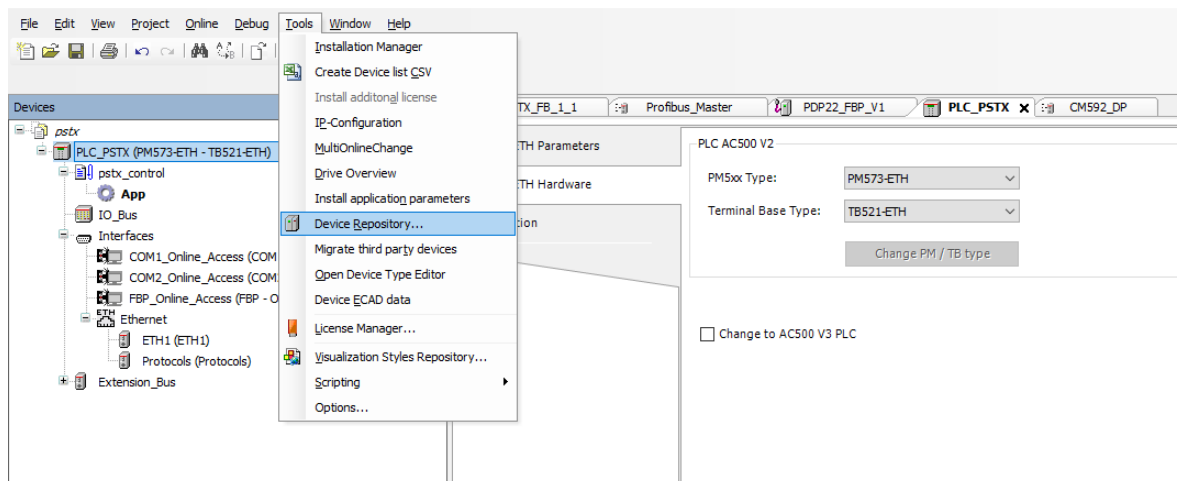 File Edit View Project Online Debug Tools Window Help
Installation Manager
Create Device list CSV
Install additonal license
IP-Configuration
MultiOnlineChange
Drive Overview
Install application parameters
Device Repository...
Migrate third party devices
Open Device Type Editor
Device ECAD data
License Manager...
Visualization Styles Repository...
Scripting
Options...
Devices
pstx
PLC_PSTX (PM573-ETH - TB521-ETH)
pstx_control
App
IO_Bus
Interfaces
COM1_Online_Access (COM
COM2_Online_Access (COM
FBP_Online_Access (FBP - O
ETH Ethernet
ETH1 (ETH1)
Protocols (Protocols)
Extension_Bus
TX_FB_1_1 Profibus_Master PDP22_FBP_V1 PLC_PSTX CM592_DP
TH Parameters
TH Hardware
tion
PLC AC500 V2
PM5xx Type: PM573-ETH
Terminal Base Type: TB521-ETH
Change PM / TB type
Change to AC500 V3 PLC